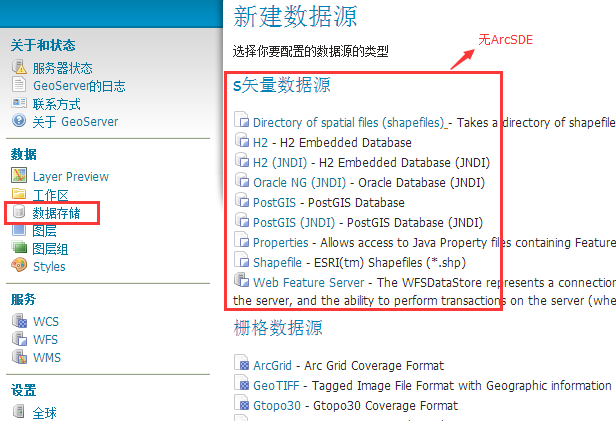 关于和状态
服务器状态
GeoServer的日志
联系方式
关于 GeoServer
数据
Layer Preview
工作区
数据存储
图层
图层组
Styles
服务
WCS
WFS
WMS
设置
全球
新建数据源
选择你要配置的数据源的类型
无ArcSDE
S矢量数据源
Directory of spatial files (shapefiles) - Takes a directory of shapefile
H2 - H2 Embedded Database
H2 (JNDI) - H2 Embedded Database (JNDI)
Oracle NG (JNDI) - Oracle Database (JNDI)
PostGIS - PostGIS Database
PostGIS (JNDI) - PostGIS Database (JNDI)
Properties - Allows access to Java Property files containing Feature
Shapefile - ESRI(tm) Shapefiles (*.shp)
Web Feature Server - The WFSDataStore represents a connection
the server, and the ability to perform transactions on the server (whe
栅格数据源
ArcGrid - Arc Grid Coverage Format
GeoTIFF - Tagged Image File Format with Geographic information
Gtopo30 - Gtopo30 Coverage Format